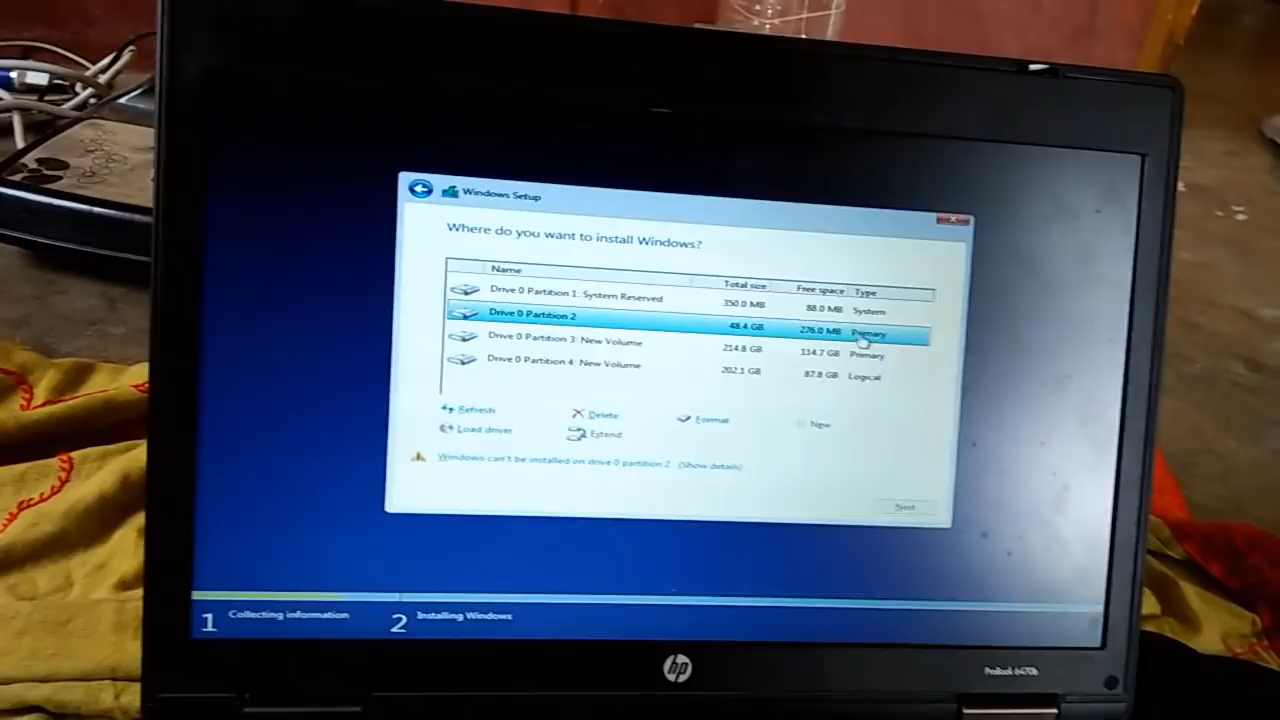 Windows Setup
Where do you want to install Windows?
Name Total size Free space Type
Drive 0 Partition 1: System Reserved 350.0 MB 88.0 MB System
Drive 0 Partition 2 48.4 GB 276.0 MB Primary
Drive 0 Partition 3: New Volume 214.8 GB 114.7 GB Primary
Drive 0 Partition 4: New Volume 202.1 GB 87.8 GB Logical
Refresh Delete Format New
Load driver Extend
Windows can't be installed on drive 0 partition 2. (Show details)
Next
1 Collecting information 2 Installing Windows
hp
ProBook 6470b